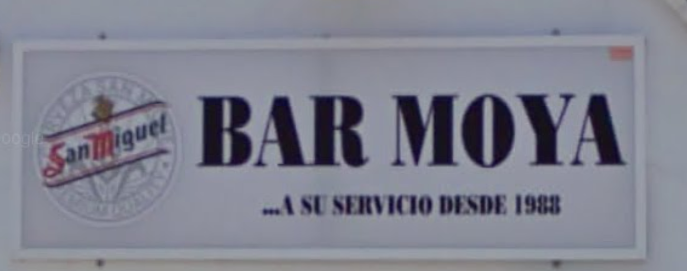 San Miguel
BAR MOYA
...A SU SERVICIO DESDE 1988